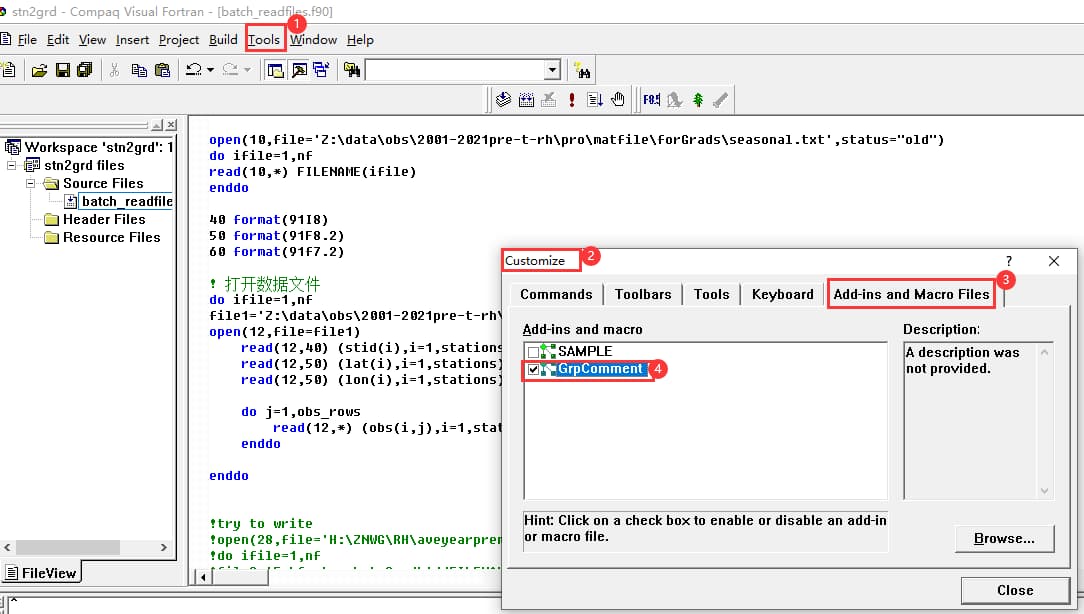 stn2grd - Compaq Visual Fortran - [batch_readfiles.f90]
1
File Edit View Insert Project Build Tools Window Help
F90
Workspace 'stn2grd': 1
stn2grd files
Source Files
batch_readfile
Header Files
Resource Files
FileView
open(10,file='Z:\data\obs\2001-2021pre-t-rh\pro\matfile\forGrads\seasonal.txt',status="old")
do ifile=1,nf
read(10,*) FILENAME(ifile)
enddo
40 format(91I8)
50 format(91F8.2)
60 format(91F7.2)
! 打开数据文件
do ifile=1,nf
file1='Z:\data\obs\2001-2021pre-t-rh\
open(12,file=file1)
read(12,40) (stid(i),i=1,stations
read(12,50) (lat(i),i=1,stations)
read(12,50) (lon(i),i=1,stations)
do j=1,obs_rows
read(12,*) (obs(i,j),i=1,stat
enddo
enddo
!try to write
!open(28,file='H:\ZNWG\RH\aveyearpren
!do ifile=1,nf
Customize 2
?
3
Commands Toolbars Tools Keyboard Add-ins and Macro Files
Add-ins and macro
SAMPLE
GrpComment 4
Description:
A description was
not provided.
Hint: Click on a check box to enable or disable an add-in
or macro file.
Browse...
Close